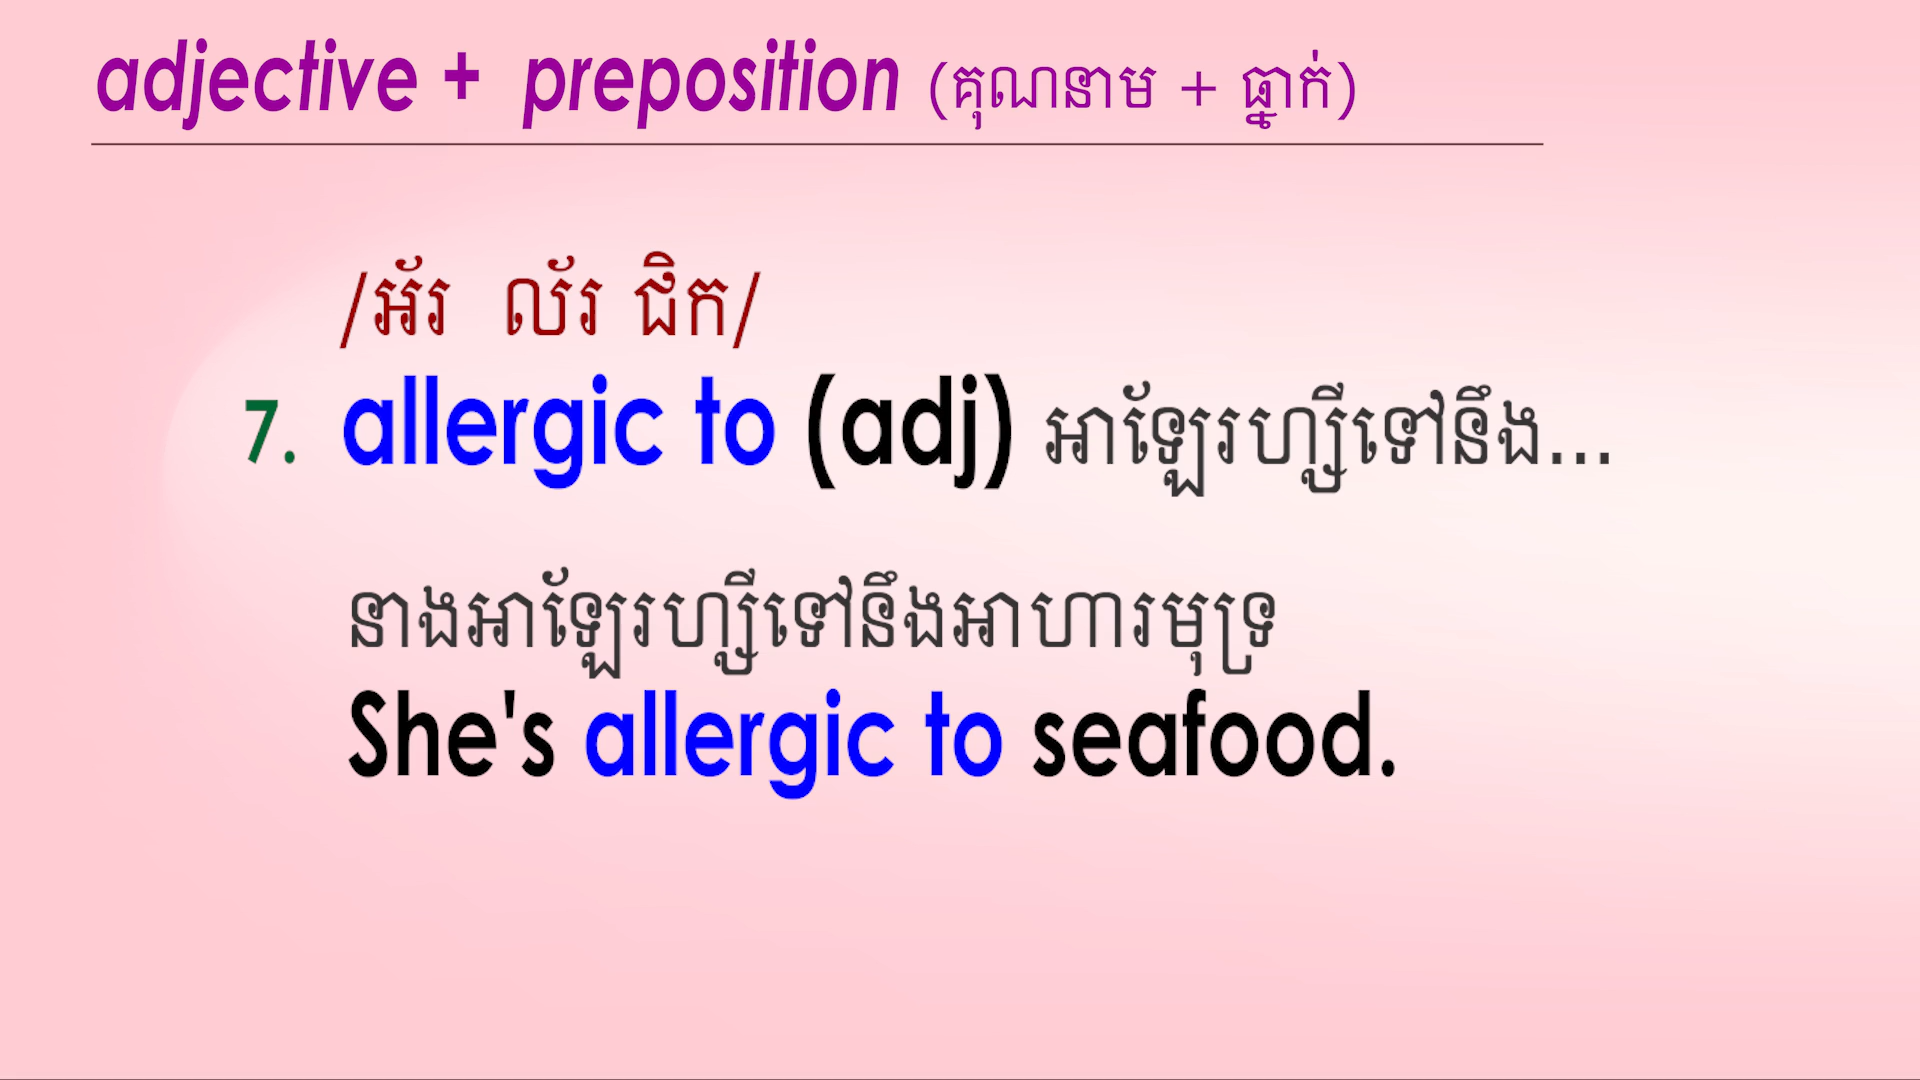 adjective + preposition (គុណនាម + ធ្នាក់)
/អ័រ ល័រ ជិក/
7. allergic to (adj) អាឡែរហ្ស៊ីទៅនឹង...
នាងអាឡែរហ្ស៊ីទៅនឹងអាហារមុទ្រ
She's allergic to seafood.